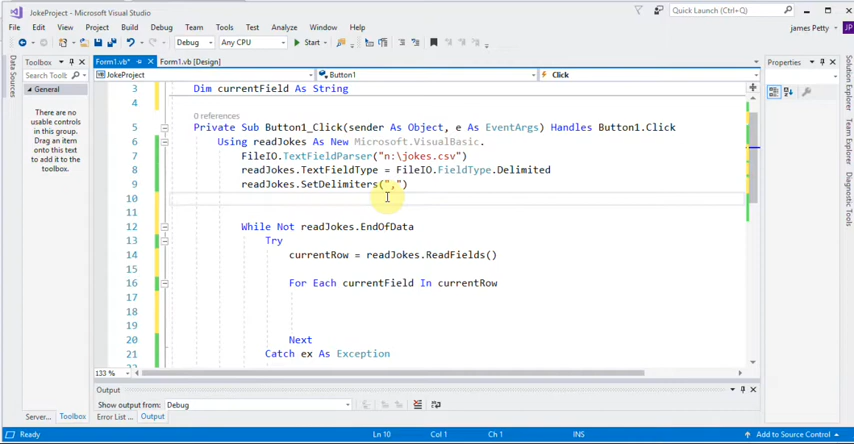 JokeProject - Microsoft Visual Studio
Quick Launch (Ctrl+Q)
File Edit View Project Build Debug Team Tools Test Analyze Window Help
james Petty JP
Debug Any CPU Start
Data Sources
Toolbox
Search Toolb
General
There are no usable controls in this group. Drag an item onto this text to add it to the toolbox.
Form1.vb* Form1.vb [Design]
JokeProject Button1 Click
3 Dim currentField As String
4
0 references
5 Private Sub Button1_Click(sender As Object, e As EventArgs) Handles Button1.Click
6 Using readJokes As New Microsoft.VisualBasic.
7 FileIO.TextFieldParser("n:\jokes.csv")
8 readJokes.TextFieldType = FileIO.FieldType.Delimited
9 readJokes.SetDelimiters(",")
10
11
12 While Not readJokes.EndOfData
13 Try
14 currentRow = readJokes.ReadFields()
15
16 For Each currentField In currentRow
17
18
19
20 Next
21 Catch ex As Exception
133 %
Output
Show output from: Debug
Server... Toolbox Error List ... Output
Properties
Solution Explorer
Team Explorer
Diagnostic Tools
Ready Ln 10 Col 1 Ch 1 INS Add to Source Control